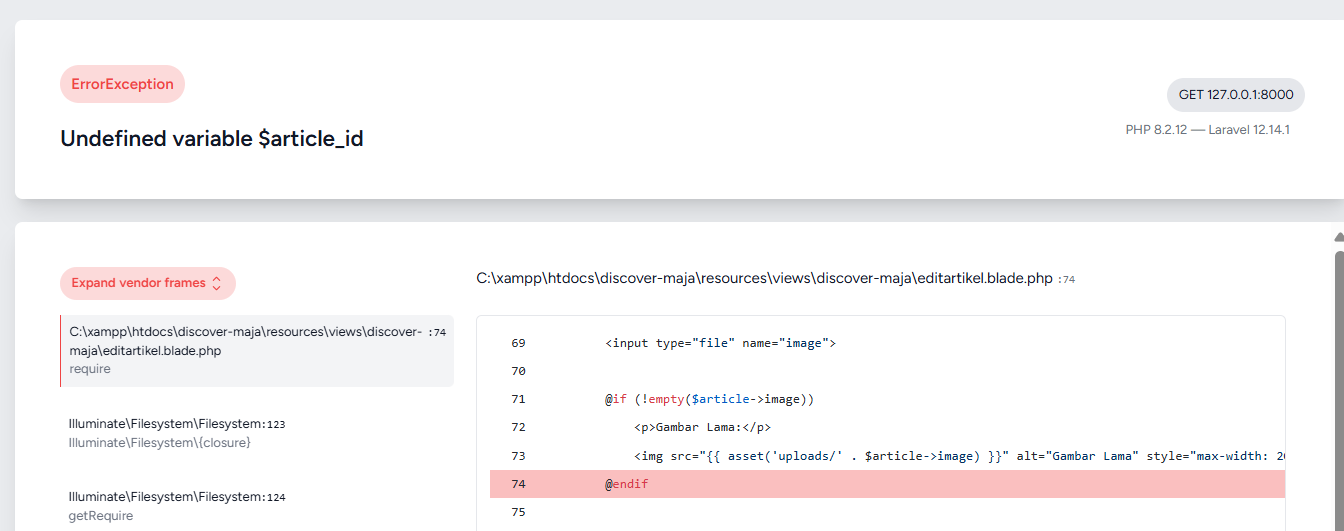 ErrorException
GET 127.0.0.1:8000
Undefined variable $article_id
PHP 8.2.12 — Laravel 12.14.1
Expand vendor frames
C:\xampp\htdocs\discover-maja\resources\views\discover- :74
maja\editartikel.blade.php
require
Illuminate\Filesystem\Filesystem:123
Illuminate\Filesystem\{closure}
Illuminate\Filesystem\Filesystem:124
getRequire
C:\xampp\htdocs\discover-maja\resources\views\discover-maja\editartikel.blade.php :74
69 <input type="file" name="image">
70
71 @if (!empty($article->image))
72 <p>Gambar Lama:</p>
73 <img src="{{ asset('uploads/' . $article->image) }}" alt="Gambar Lama" style="max-width: 20
74 @endif
75